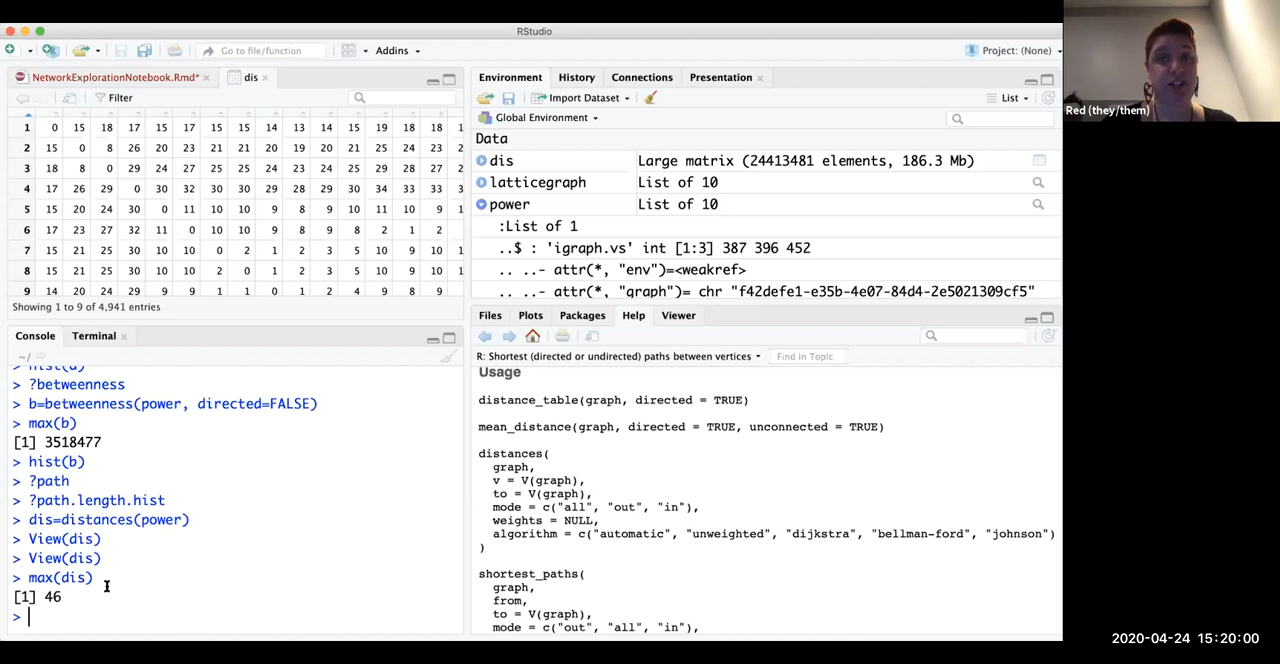 RStudio
Go to file/function
Addins
Project: (None)
NetworkExplorationNotebook.Rmd*
dis
Filter
1 0 15 18 17 15 17 15 15 14 13 14 15 19 18 18 1
2 15 0 8 26 20 23 21 21 20 19 20 21 25 24 23 2
3 18 8 0 29 24 27 25 25 24 23 24 25 29 28 27 2
4 17 26 29 0 30 32 30 30 29 28 29 30 34 33 33 3
5 15 20 24 30 0 11 10 10 9 8 9 10 11 10 9 1
6 17 23 27 32 11 0 10 10 9 8 9 8 2 1 2
7 15 21 25 30 10 10 0 2 1 2 3 5 10 9 10 1
8 15 21 25 30 10 10 2 0 1 2 3 5 10 9 10 1
9 14 20 24 29 9 9 1 1 0 1 2 4 9 8 9
Showing 1 to 9 of 4,941 entries
Console
Terminal
~/
> hist(d)
> ?betweenness
> b=betweenness(power, directed=FALSE)
> max(b)
[1] 3518477
> hist(b)
> ?path
> ?path.length.hist
> dis=distances(power)
> View(dis)
> View(dis)
> max(dis)
[1] 46
>
Environment
History
Connections
Presentation
Import Dataset
List
Global Environment
Data
dis Large matrix (24413481 elements, 186.3 Mb)
latticegraph List of 10
power List of 10
:List of 1
..$ : 'igraph.vs' int [1:3] 387 396 452
.. ..- attr(*, "env")=<weakref>
.. ..- attr(*, "graph")= chr "f42defe1-e35b-4e07-84d4-2e5021309cf5"
Files
Plots
Packages
Help
Viewer
R: Shortest (directed or undirected) paths between vertices
Find in Topic
Usage
distance_table(graph, directed = TRUE)
mean_distance(graph, directed = TRUE, unconnected = TRUE)
distances(
graph,
v = V(graph),
to = V(graph),
mode = c("all", "out", "in"),
weights = NULL,
algorithm = c("automatic", "unweighted", "dijkstra", "bellman-ford", "johnson")
)
shortest_paths(
graph,
from,
to = V(graph),
mode = c("out", "all", "in"),
Red (they/them)
2020-04-24 15:20:00